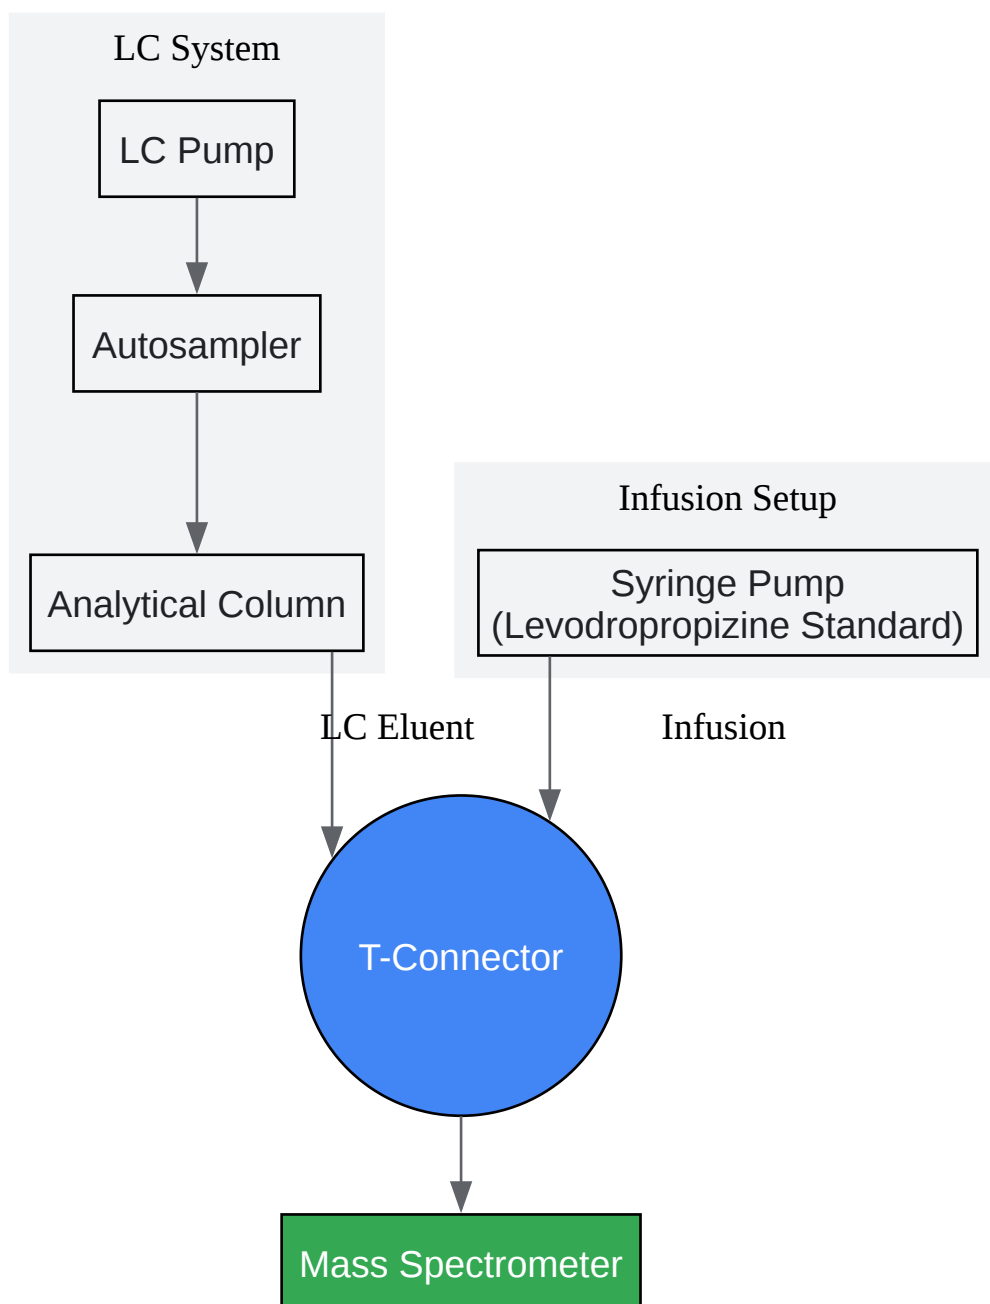 LC System
LC Pump
Autosampler
Analytical Column
Infusion Setup
Syringe Pump
(Levodropropizine Standard)
LC Eluent
Infusion
T-Connector
Mass Spectrometer